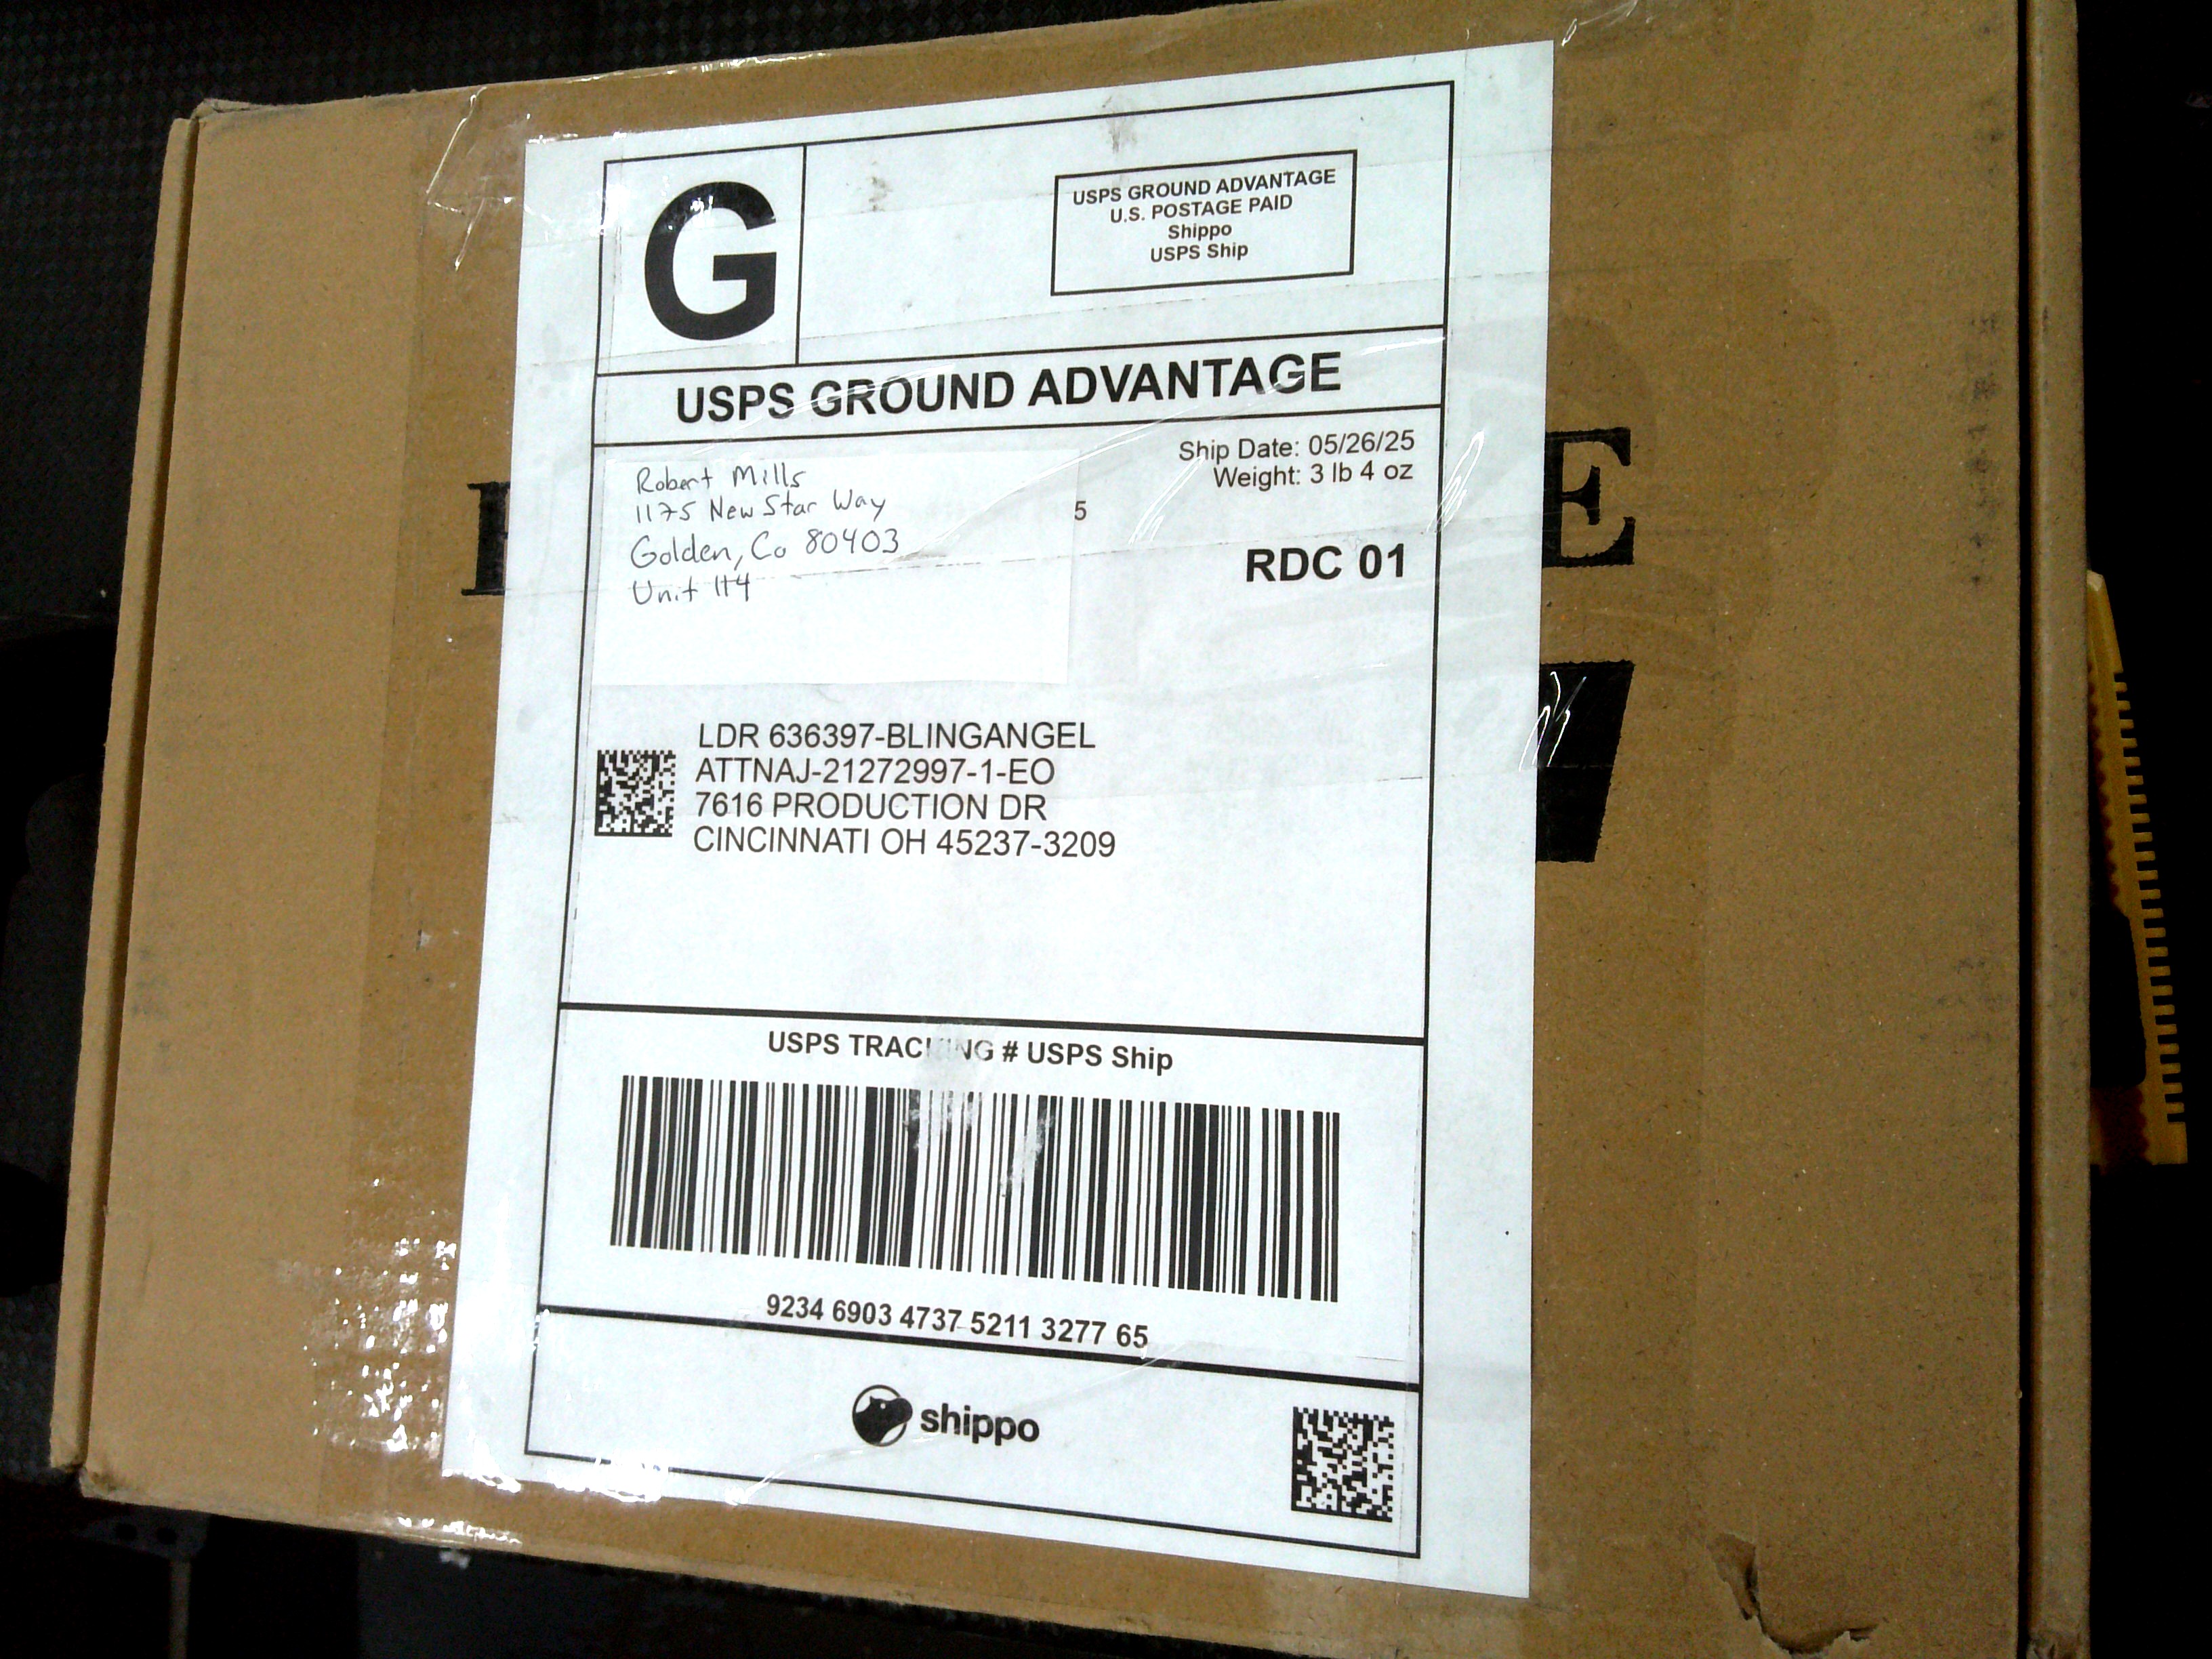 G
USPS GROUND ADVANTAGE
U.S. POSTAGE PAID
Shippo
USPS Ship
USPS GROUND ADVANTAGE
Ship Date: 05/26/25
Weight: 3 lb 4 oz
Robert Mills
1175 New Star Way
Golden, Co 80403
Unit 114
5
RDC 01
E
LDR 636397-BLINGANGEL
ATTNAJ-21272997-1-EO
7616 PRODUCTION DR
CINCINNATI OH 45237-3209
USPS TRACKING # USPS Ship
9234 6903 4737 5211 3277 65
shippo